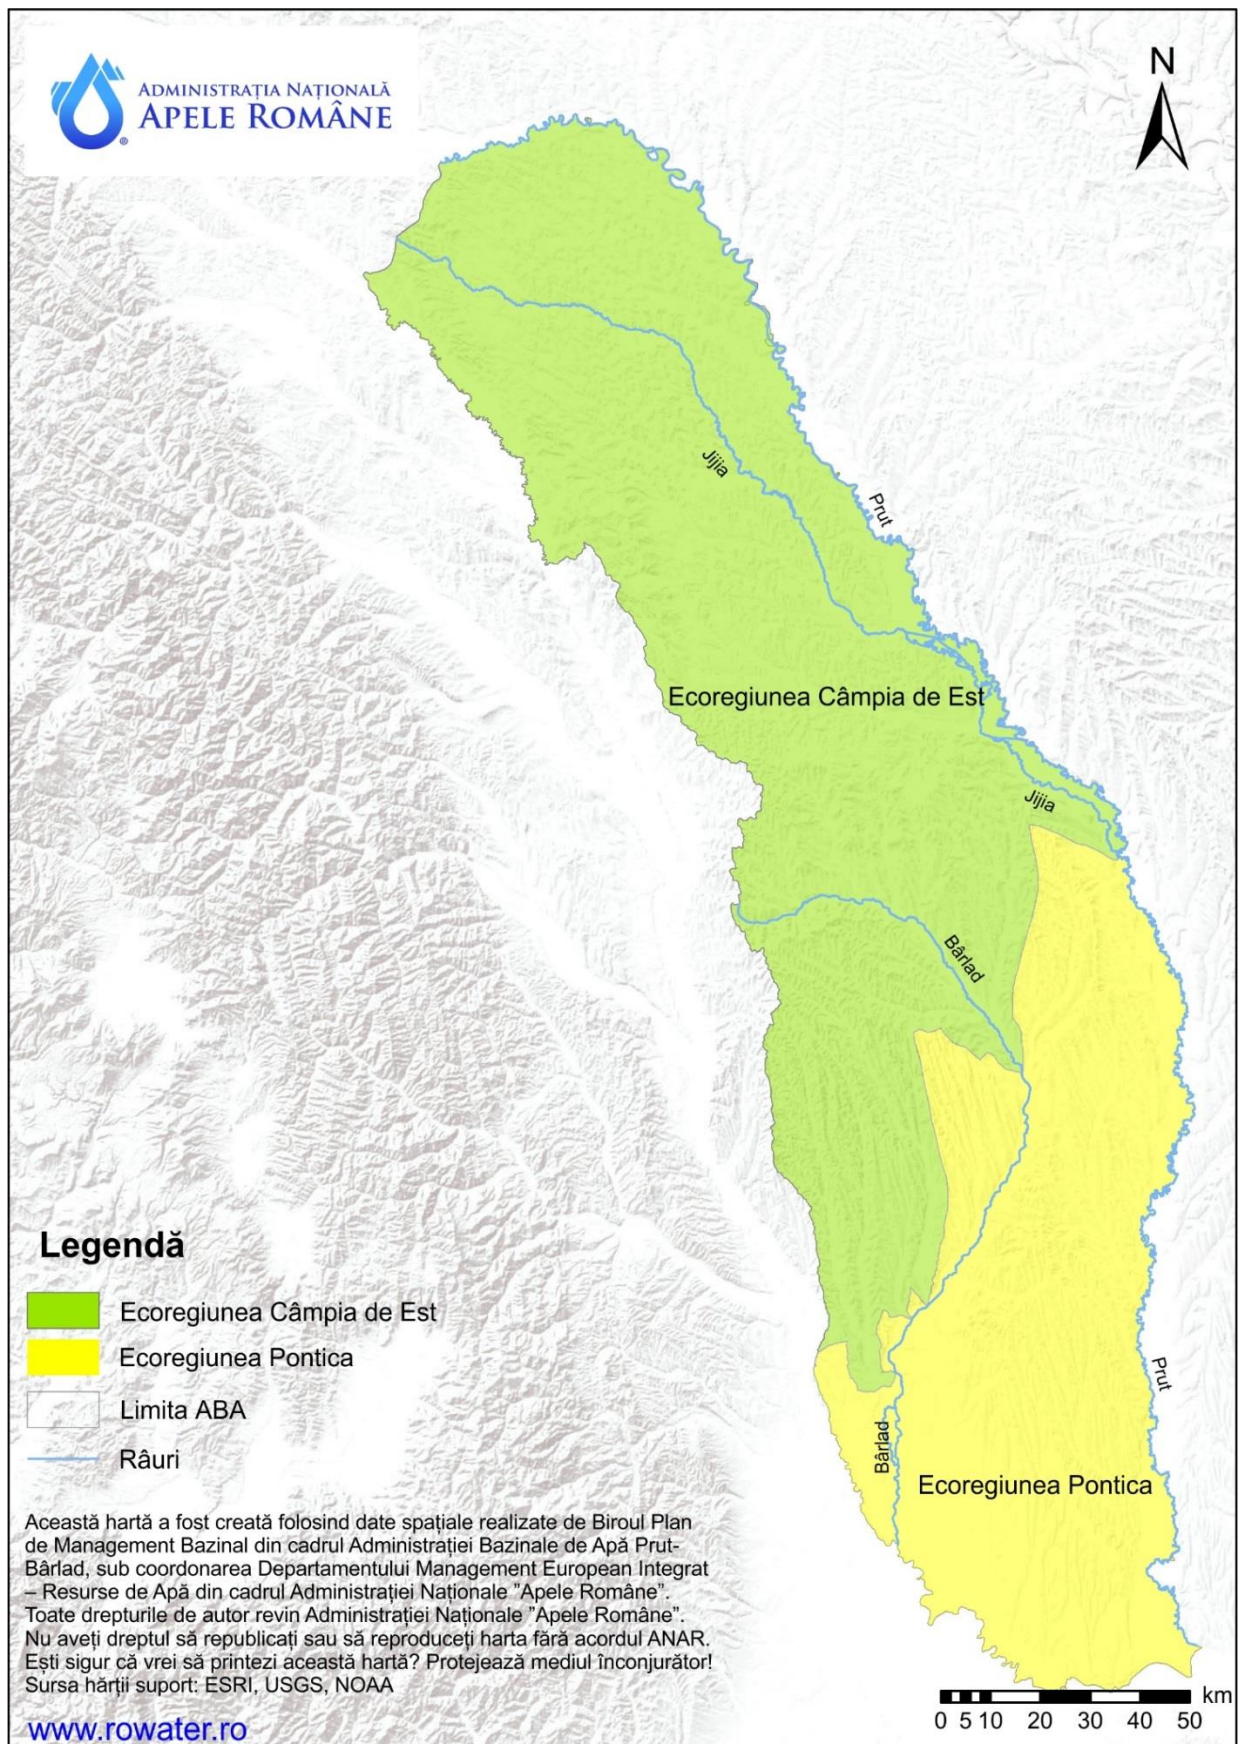 ADMINISTRAȚIA NAȚIONALĂ
APELE ROMÂNE
®
N
Jijia
Prut
Ecoregiunea Câmpia de Est
Jijia
Bârlad
Prut
Bârlad
Ecoregiunea Pontica
Legendă
Ecoregiunea Câmpia de Est
Ecoregiunea Pontica
Limita ABA
Râuri
Această hartă a fost creată folosind date spațiale realizate de Biroul Plan
de Management Bazinal din cadrul Administrației Bazinale de Apă Prut-
Bârlad, sub coordonarea Departamentului Management European Integrat
– Resurse de Apă din cadrul Administrației Naționale ”Apele Române”.
Toate drepturile de autor revin Administrației Naționale ”Apele Române”.
Nu aveți dreptul să republicați sau să reproduceți harta fără acordul ANAR.
Ești sigur că vrei să printezi această hartă? Protejează mediul înconjurător!
Sursa hărții suport: ESRI, USGS, NOAA
www.rowater.ro
km
0 5 10 20 30 40 50